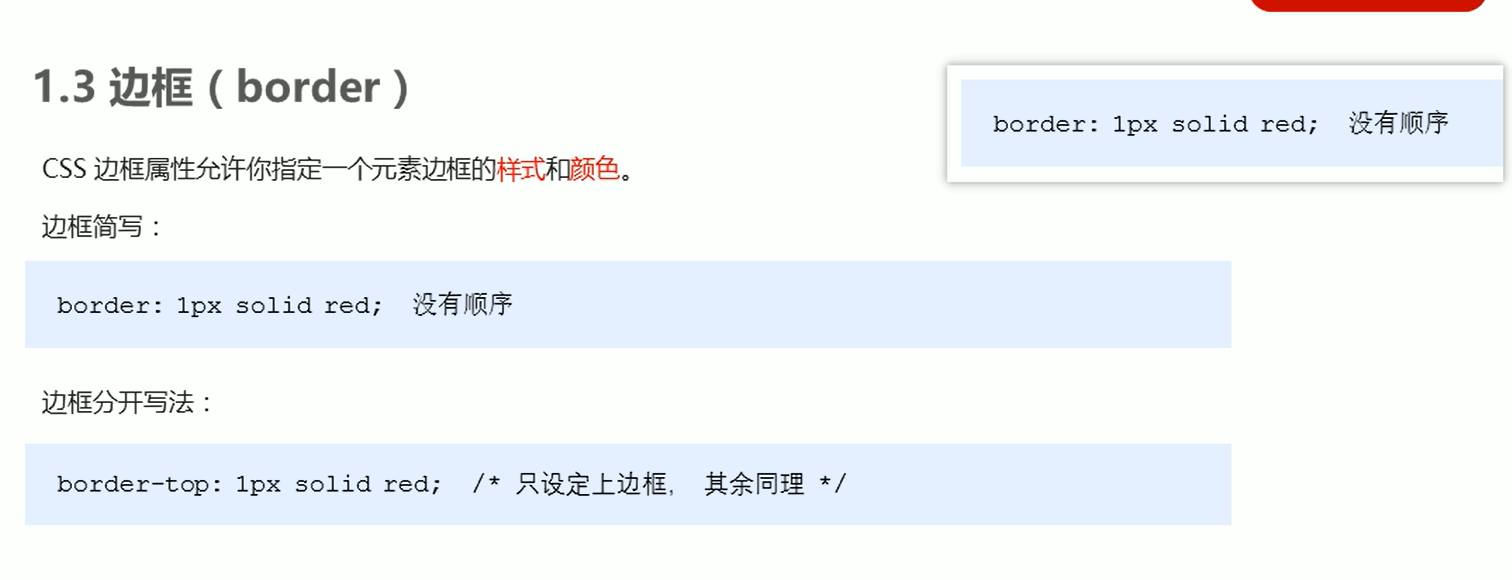 1.3 边框（border）
border: 1px solid red;  没有顺序
CSS 边框属性允许你指定一个元素边框的样式和颜色。
边框简写：
border: 1px solid red;  没有顺序
边框分开写法：
border-top: 1px solid red;  /* 只设定上边框， 其余同理 */